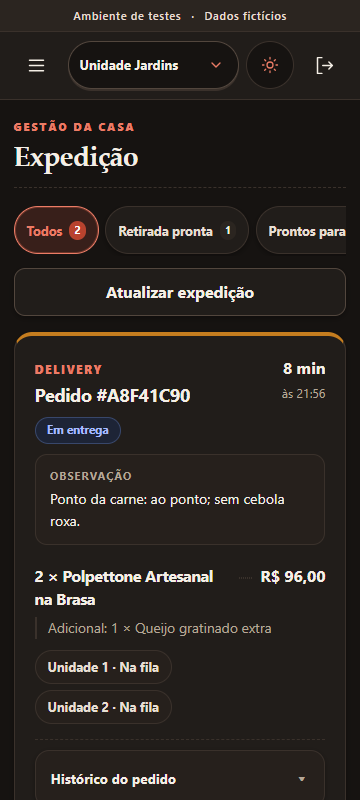 Ambiente de testes · Dados fictícios
Unidade Jardins
GESTÃO DA CASA
Expedição
Todos 2
Retirada pronta 1
Prontos para
Atualizar expedição
DELIVERY
8 min
Pedido #A8F41C90
às 21:56
Em entrega
OBSERVAÇÃO
Ponto da carne: ao ponto; sem cebola
roxa.
2 × Polpettone Artesanal
na Brasa
R$ 96,00
Adicional: 1 × Queijo gratinado extra
Unidade 1 · Na fila
Unidade 2 · Na fila
Histórico do pedido